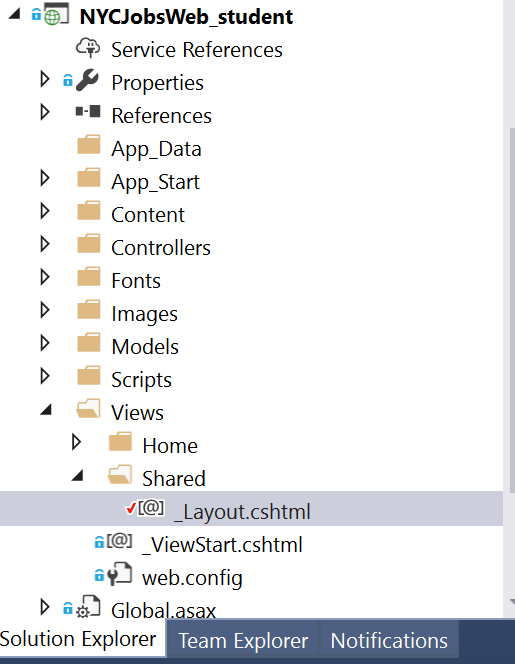 NYCJobsWeb_student
Service References
Properties
References
App_Data
App_Start
Content
Controllers
Fonts
Images
Models
Scripts
Views
Home
Shared
[@] _Layout.cshtml
[@] _ViewStart.cshtml
web.config
Global.asax
Solution Explorer Team Explorer Notifications